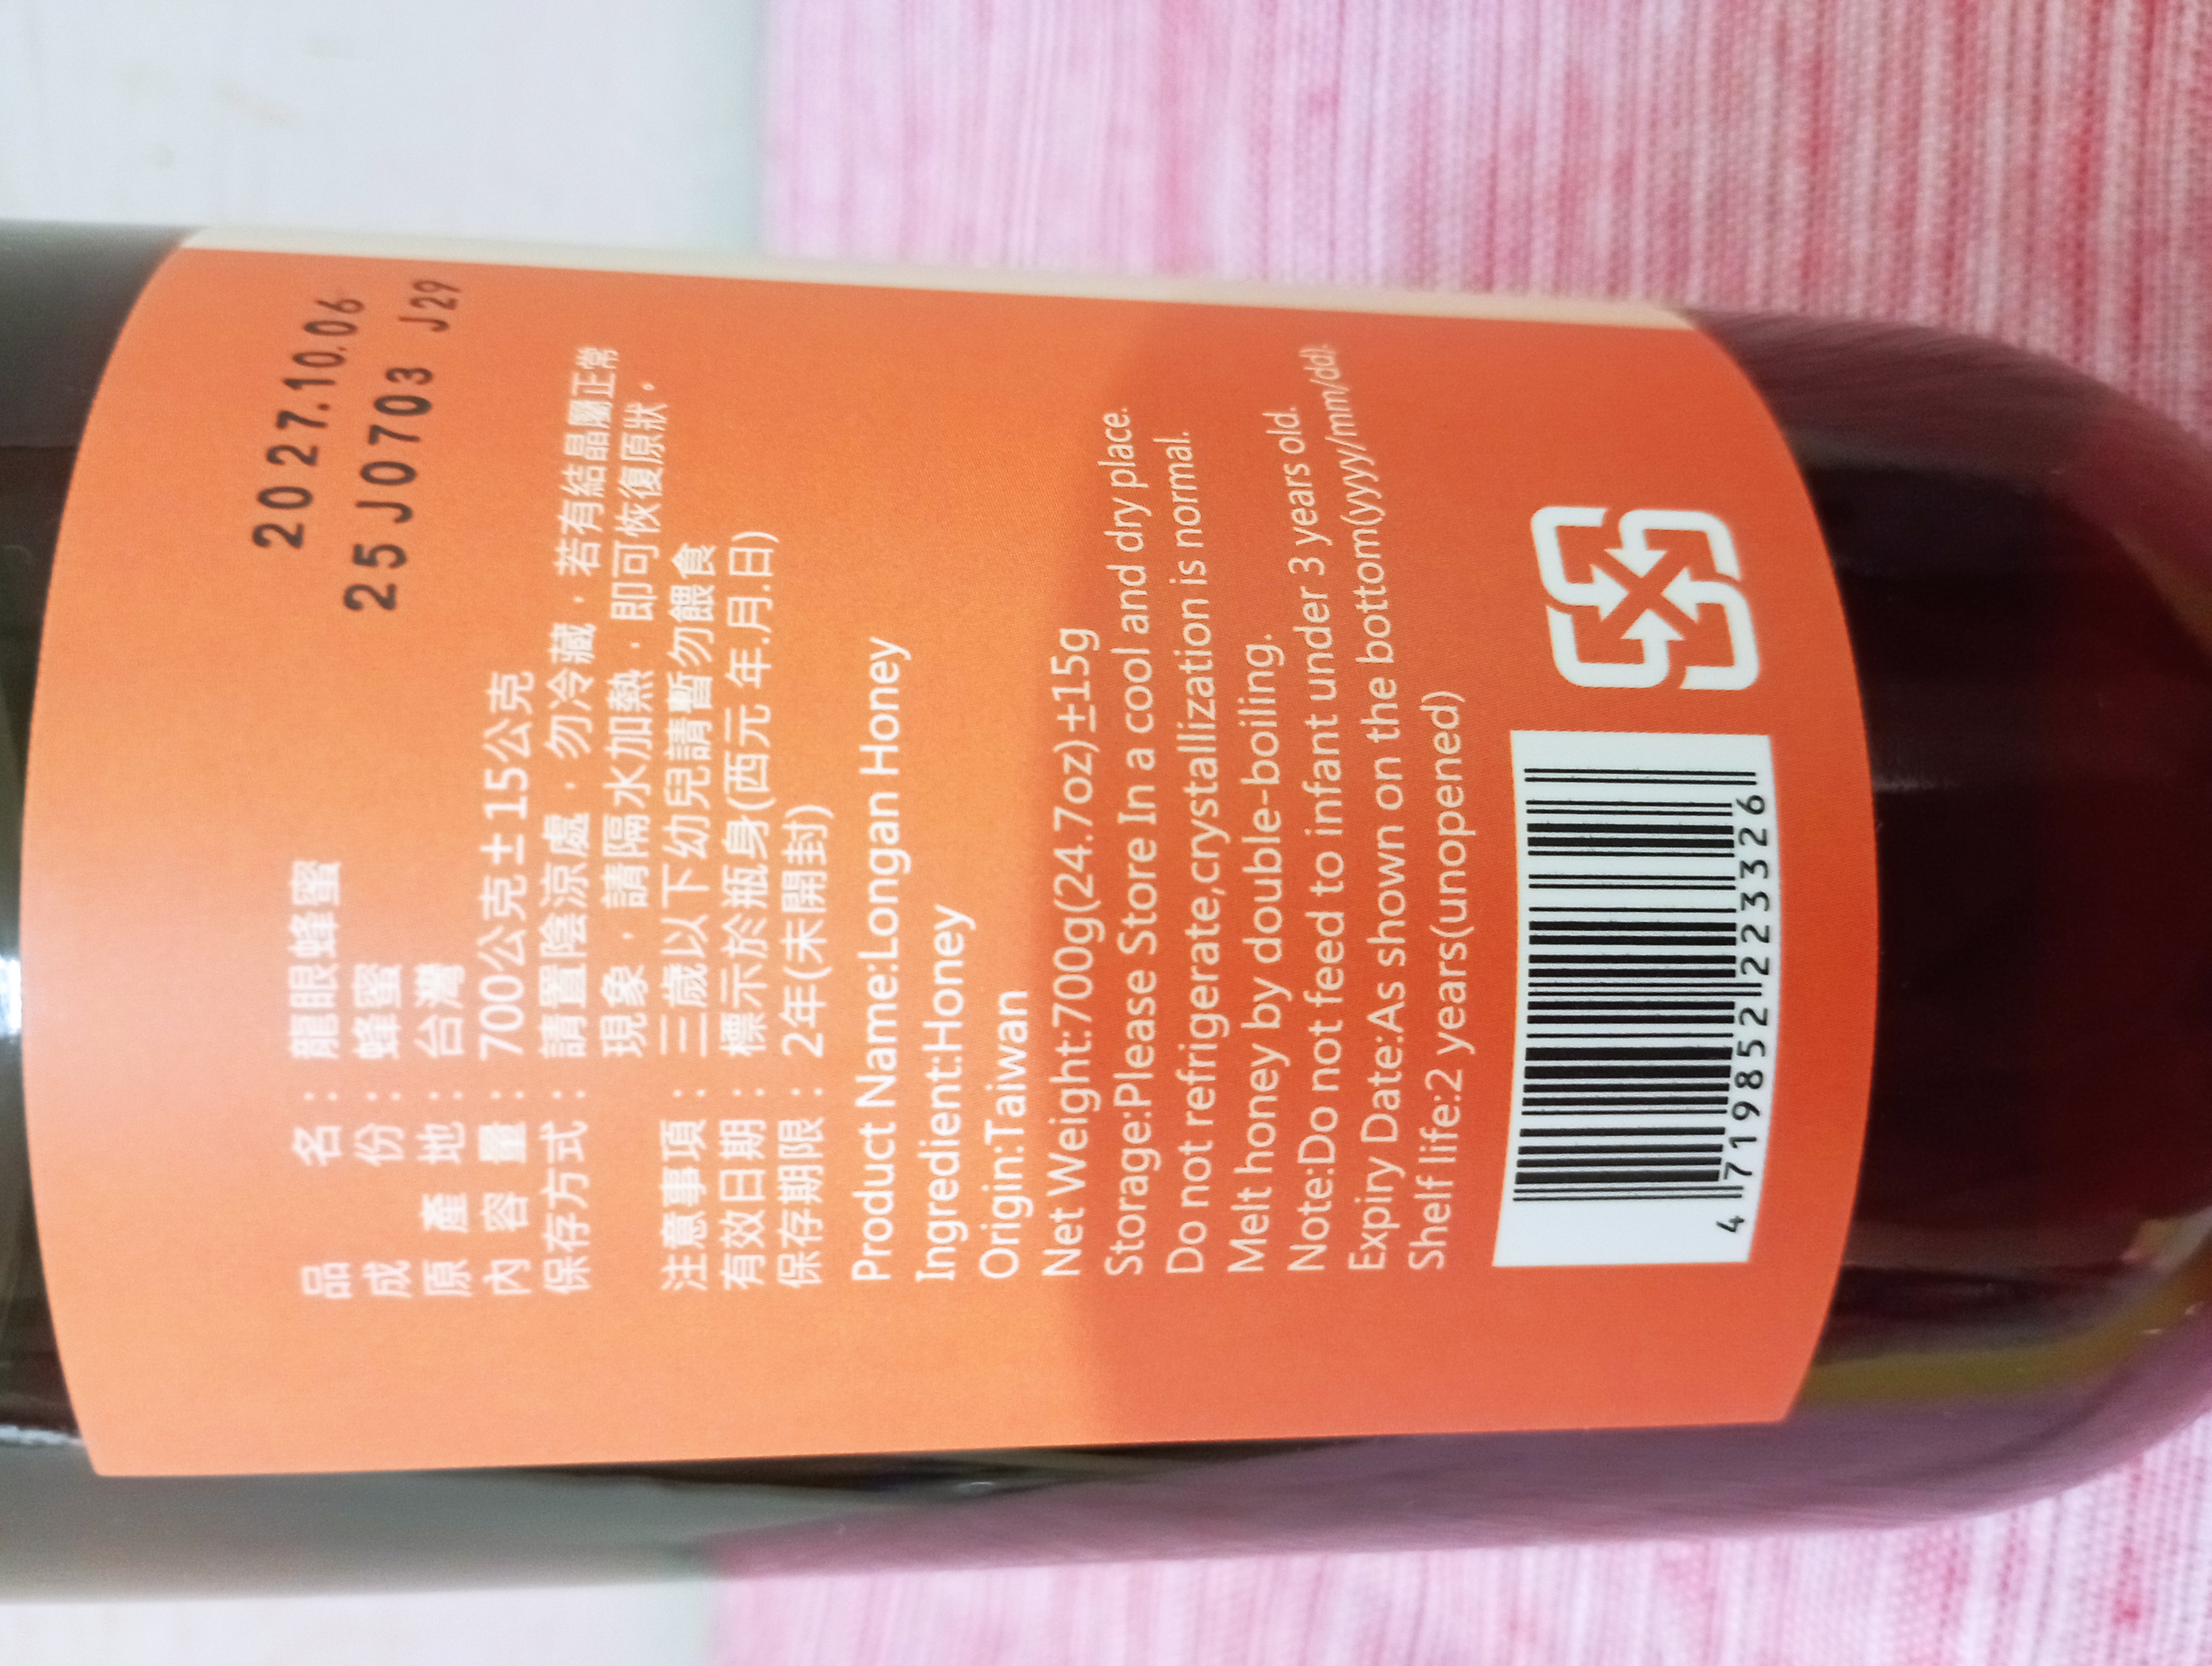 2027.10.06
25J0703 J29
品名：龍眼蜂蜜
成份：蜂蜜
原產地：台灣
內容量：700公克±15公克
保存方式：請置陰涼處，勿冷藏，若有結晶屬正常
現象，請隔水加熱，即可恢復原狀。
注意事項：三歲以下幼兒請暫勿餵食
有效日期：標示於瓶身(西元 年.月.日)
保存期限：2年(未開封)
Product Name:Longan Honey
Ingredient:Honey
Origin:Taiwan
Net Weight:700g(24.7oz)±15g
Storage:Please Store In a cool and dry place.
Do not refrigerate,crystallization is normal.
Melt honey by double-boiling.
Note:Do not feed to infant under 3 years old.
Expiry Date:As shown on the bottom(yyyy/mm/dd).
Shelf life:2 years(unopened)
4 719852 223326